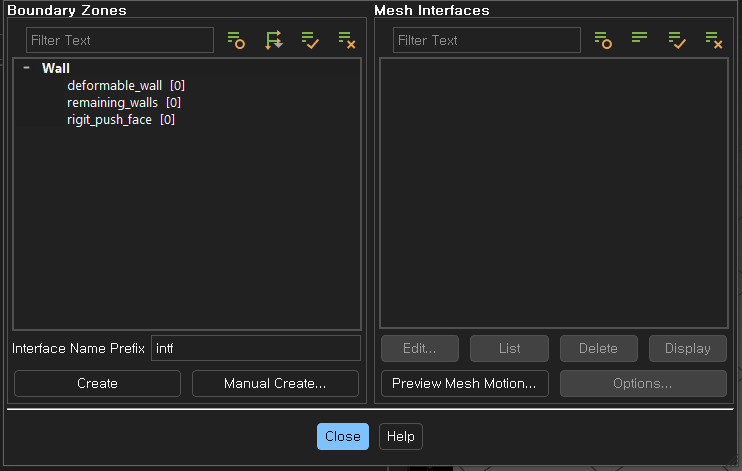 Boundary Zones
Filter Text
Wall
deformable_wall [0]
remaining_walls [0]
rigit_push_face [0]
Interface Name Prefix intf
Create Manual Create...
Mesh Interfaces
Filter Text
Edit... List Delete Display
Preview Mesh Motion... Options...
Close Help